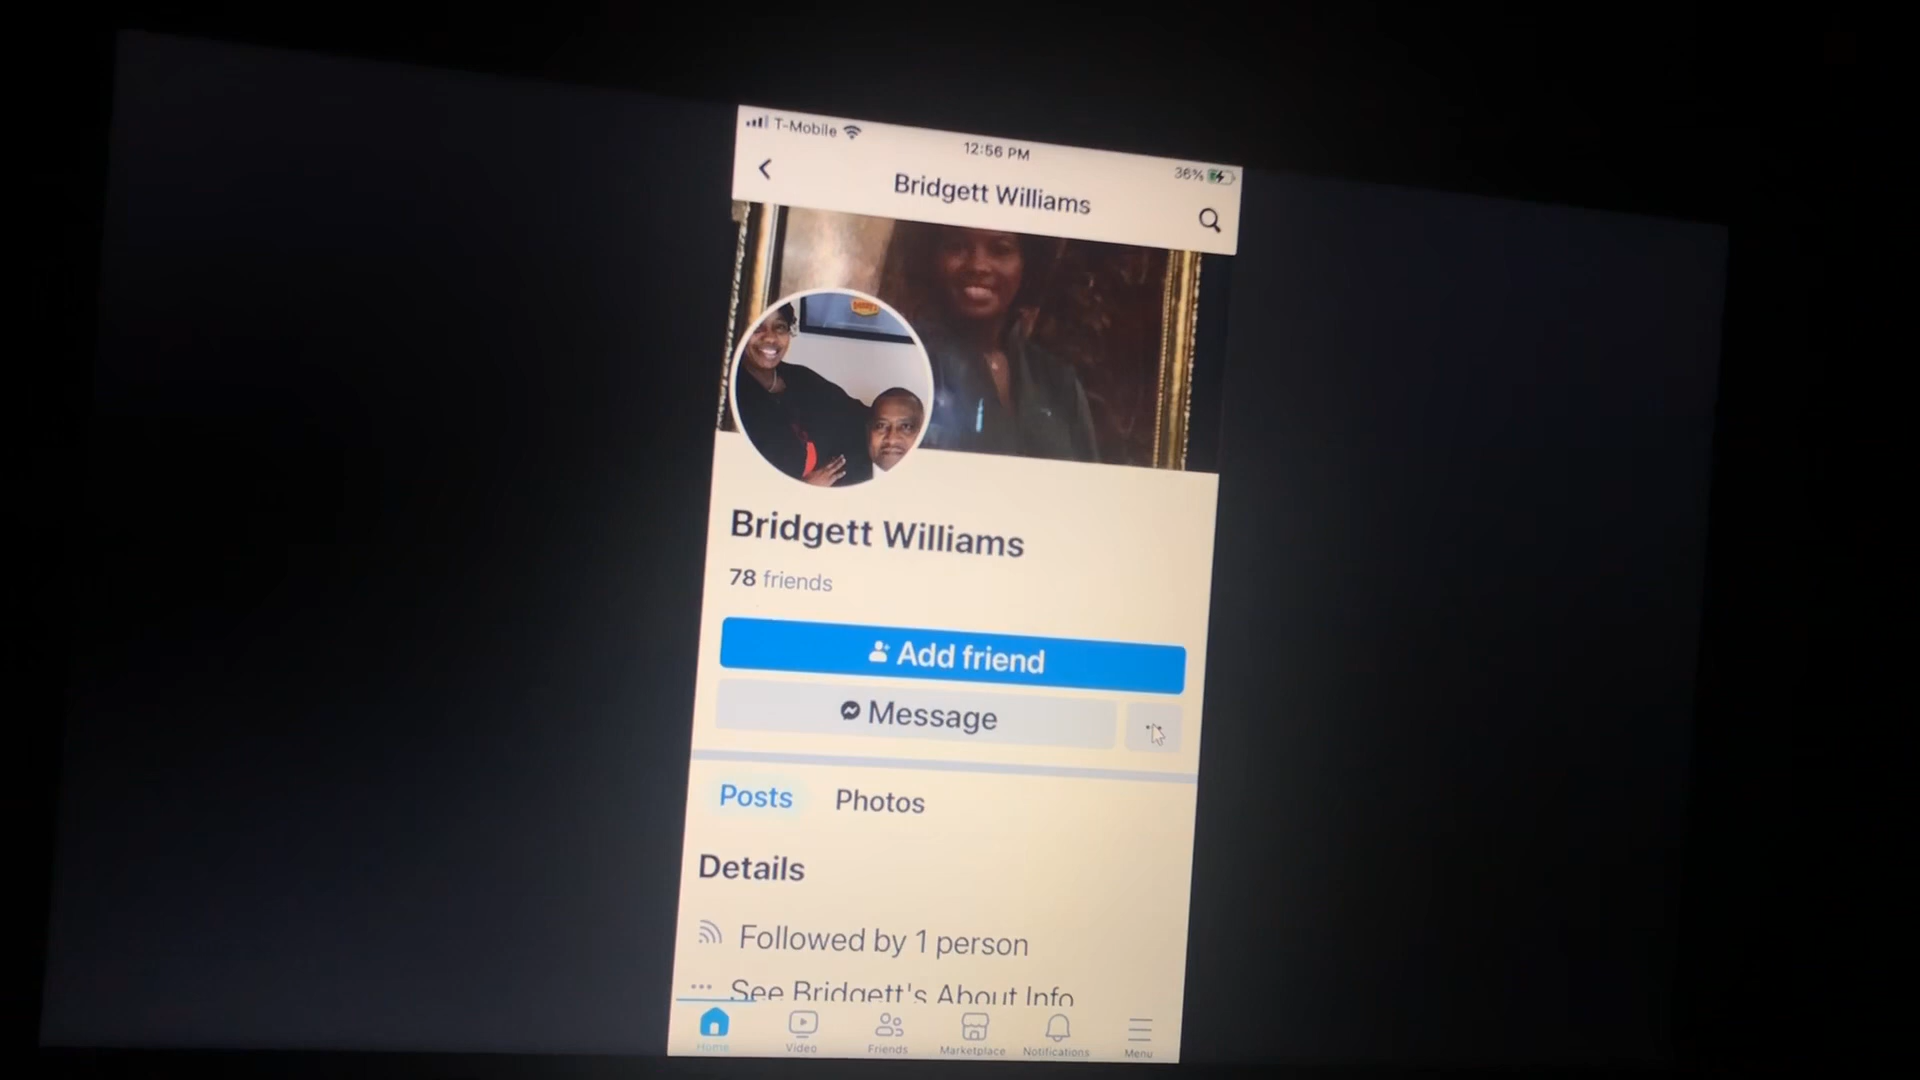 T-Mobile
12:56 PM
36%
Bridgett Williams
Bridgett Williams
78 friends
Add friend
Message
Posts Photos
Details
Followed by 1 person
See Bridgett's About Info
Home Video Friends Marketplace Notifications Menu